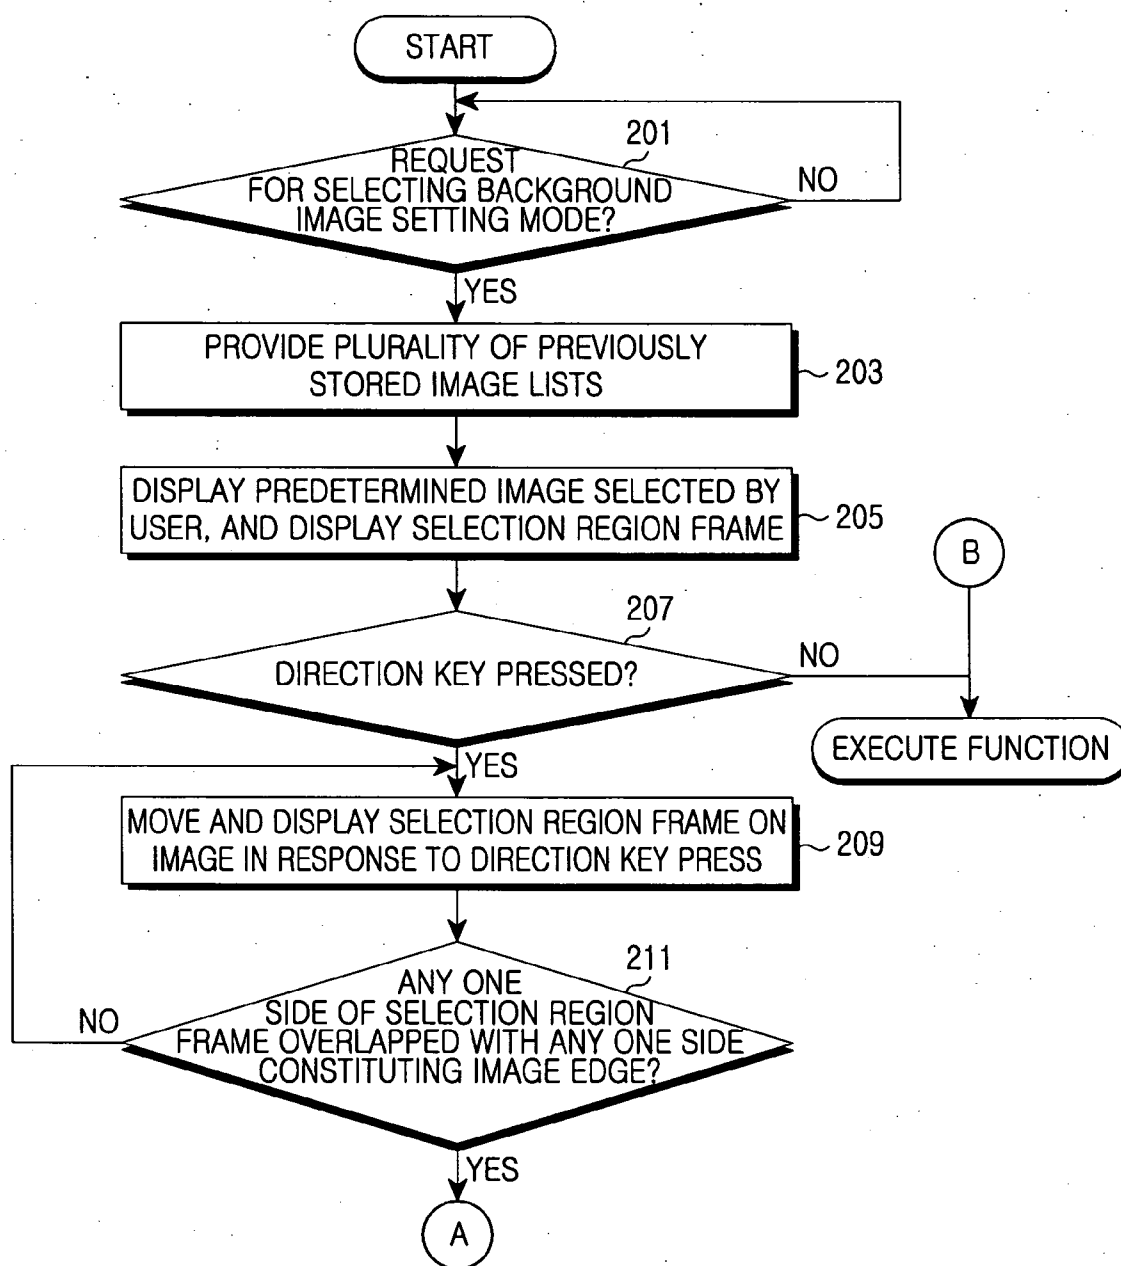 START
201
REQUEST
FOR SELECTING BACKGROUND
IMAGE SETTING MODE?
NO
YES
PROVIDE PLURALITY OF PREVIOUSLY
STORED IMAGE LISTS
203
DISPLAY PREDETERMINED IMAGE SELECTED BY
USER, AND DISPLAY SELECTION REGION FRAME
205
B
207
DIRECTION KEY PRESSED?
NO
EXECUTE FUNCTION
YES
MOVE AND DISPLAY SELECTION REGION FRAME ON
IMAGE IN RESPONSE TO DIRECTION KEY PRESS
209
211
ANY ONE
SIDE OF SELECTION REGION
FRAME OVERLAPPED WITH ANY ONE SIDE
CONSTITUTING IMAGE EDGE?
NO
YES
A